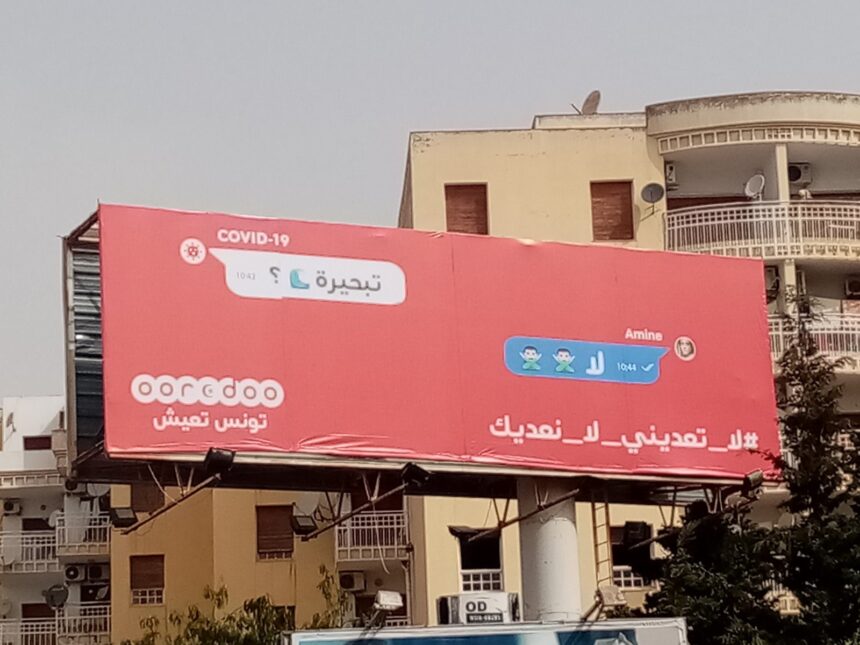 COVID-19
تبحيرة 🌊 ؟
10:43
Amine
لا 🙅‍♂️ 🙅‍♂️
10:44
ooredoo
تونس تعيش
#لا_تعديني_لا_نعديك
OD